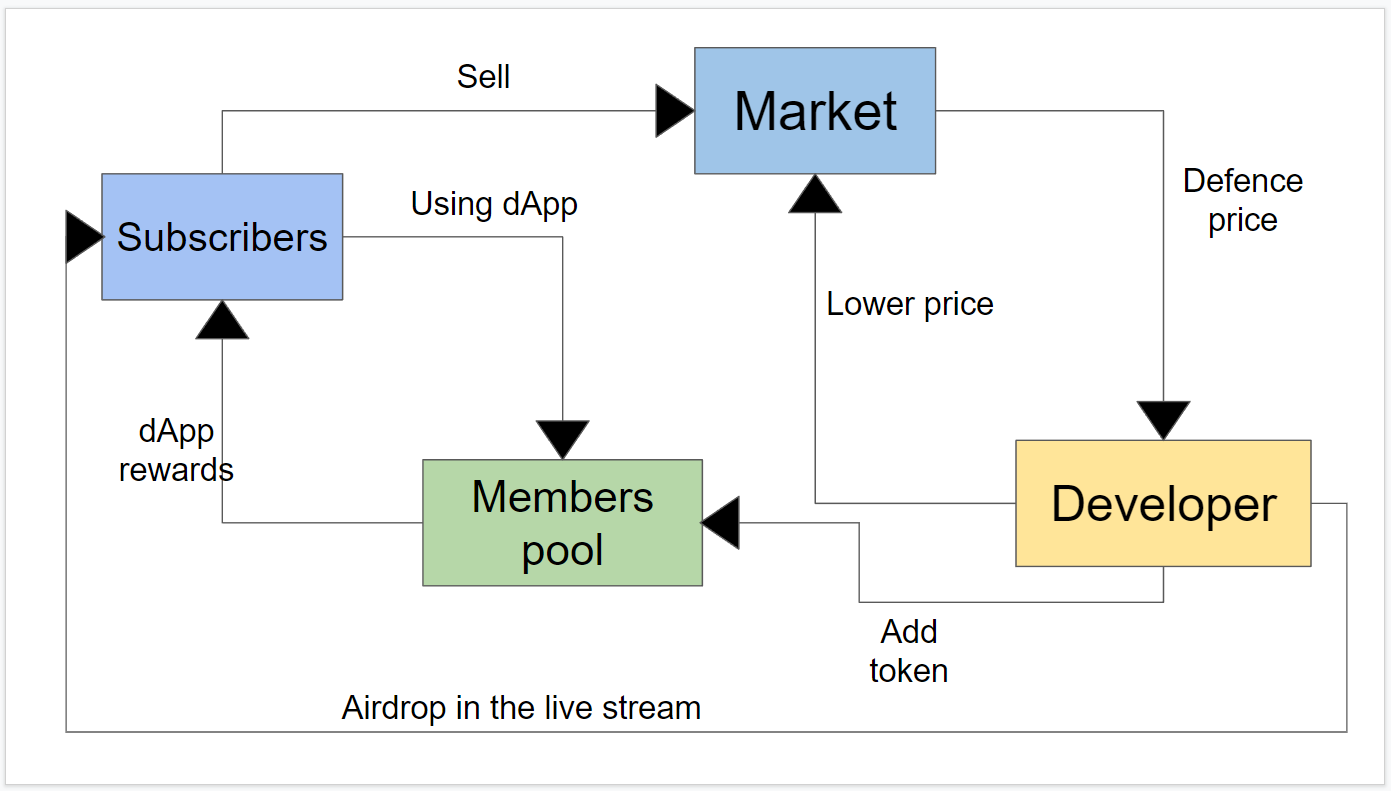 Sell
Market
Defence
price
Using dApp
Subscribers
Lower price
dApp
rewards
Members
pool
Developer
Add
token
Airdrop in the live stream